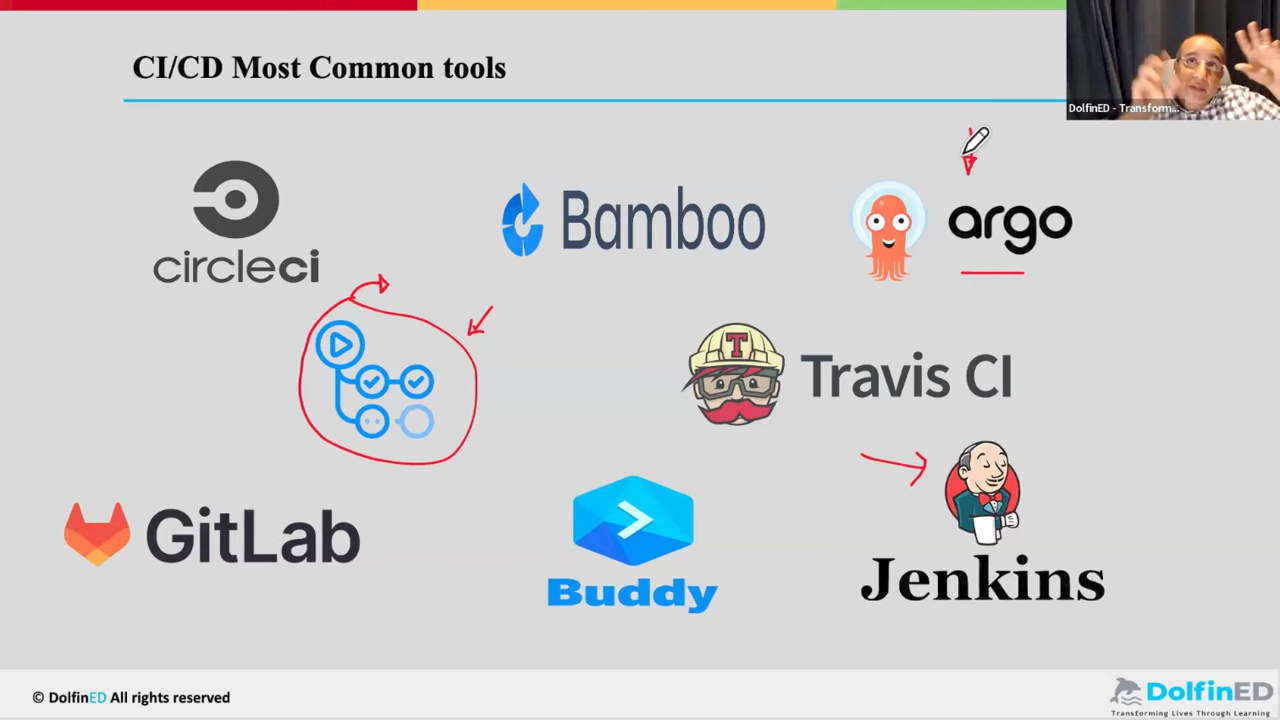 CI/CD Most Common tools
DolfinED - Transform...
circleci
Bamboo
argo
T
Travis CI
GitLab
Buddy
Jenkins
© DolfinED All rights reserved
DolfinED
Transforming Lives Through Learning